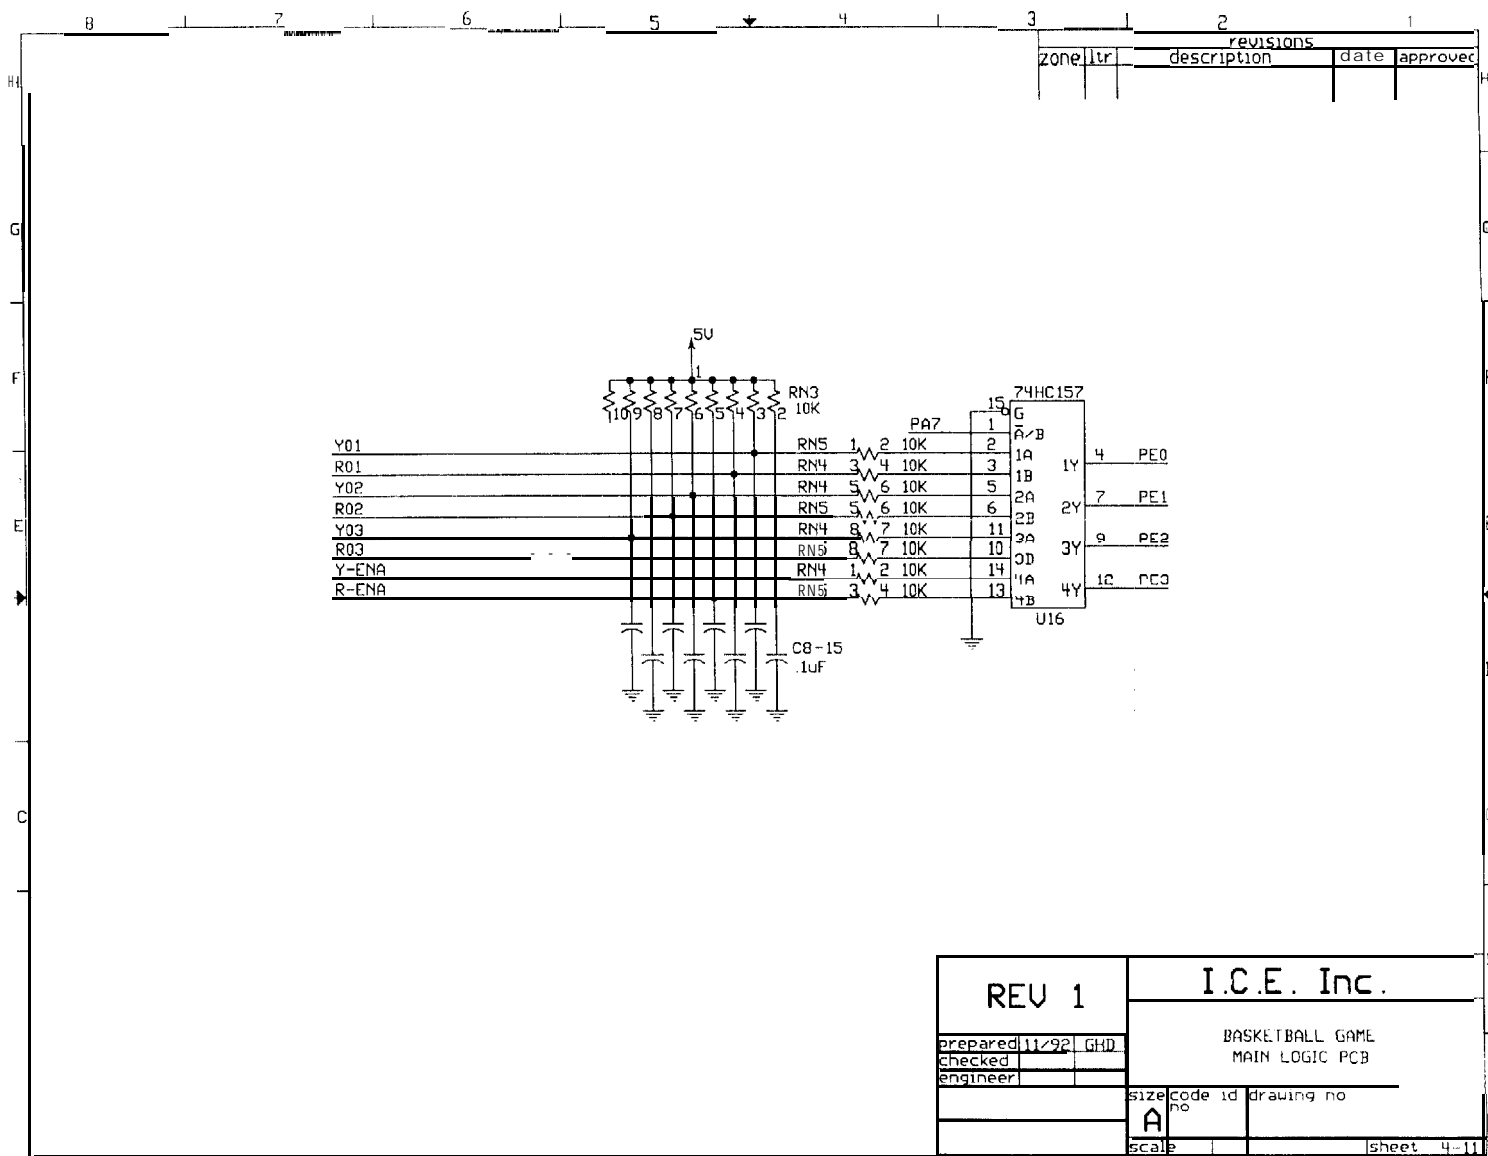 8 7 6 5 4 3 2 1
revisions
zone ltr description date approved
H H
G
F
E
C
5V
1
RN3
10K
10 9 8 7 6 5 4 3 2
74HC157
15 G
PA7 1 A/B
Y01 RN5 1 2 10K 2 1A
R01 RN4 3 4 10K 3 1B
1Y 4 PE0
Y02 RN4 5 6 10K 5 2A
R02 RN5 5 6 10K 6 2B
2Y 7 PE1
Y03 RN4 8 7 10K 11 3A
R03 RN5 8 7 10K 10
3Y 9 PE2
Y-ENA RN4 1 2 10K 14 4A
R-ENA RN5 3 4 10K 13 4B
4Y 12
U16
C8-15
.1uF
REV 1
I.C.E. Inc.
prepared 11/92 GHD
checked
engineer
BASKETBALL GAME
MAIN LOGIC PCB
size code id drawing no
no
A
scale sheet 4-11